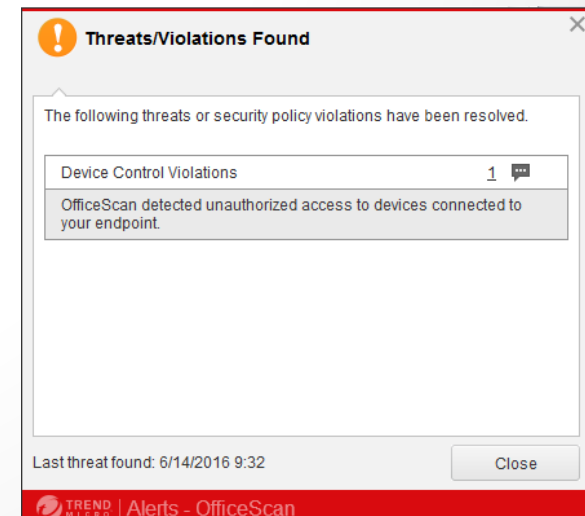 Threats/Violations Found
The following threats or security policy violations have been resolved.
Device Control Violations 1
OfficeScan detected unauthorized access to devices connected to
your endpoint.
Last threat found: 6/14/2016 9:32
Close
TREND MICRO | Alerts - OfficeScan